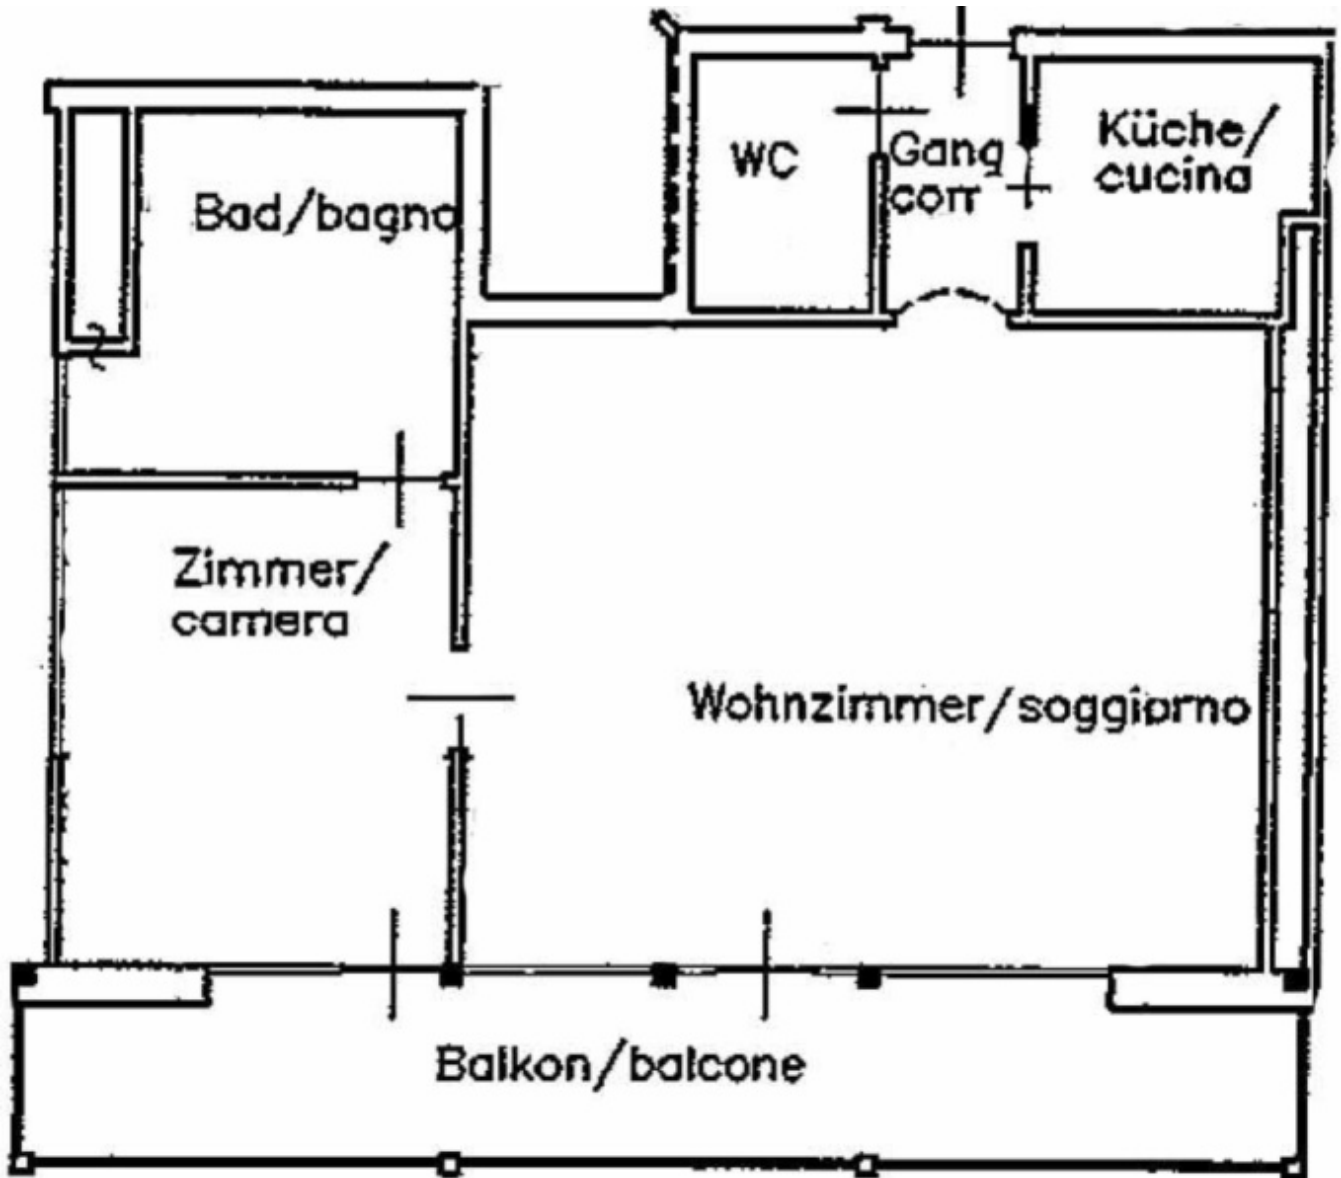 WC
Gang
corr
Küche/
cucina
Bad/bagno
Zimmer/
camera
Wohnzimmer/soggiorno
Balkon/balcone